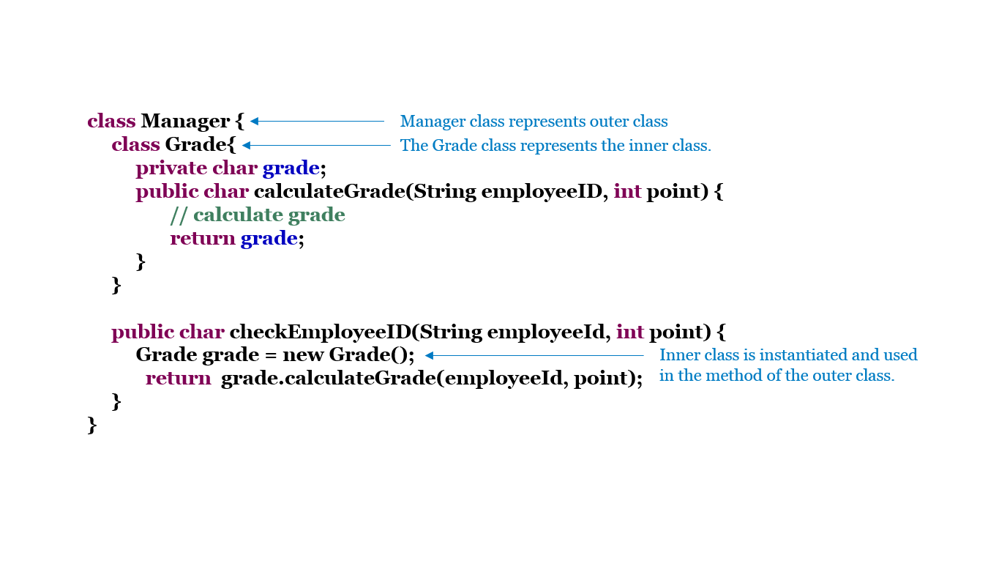 class Manager { Manager class represents outer class
class Grade{ The Grade class represents the inner class.
private char grade;
public char calculateGrade(String employeeID, int point) {
// calculate grade
return grade;
}
}
public char checkEmployeeID(String employeeId, int point) {
Grade grade = new Grade(); Inner class is instantiated and used
return grade.calculateGrade(employeeId, point); in the method of the outer class.
}
}